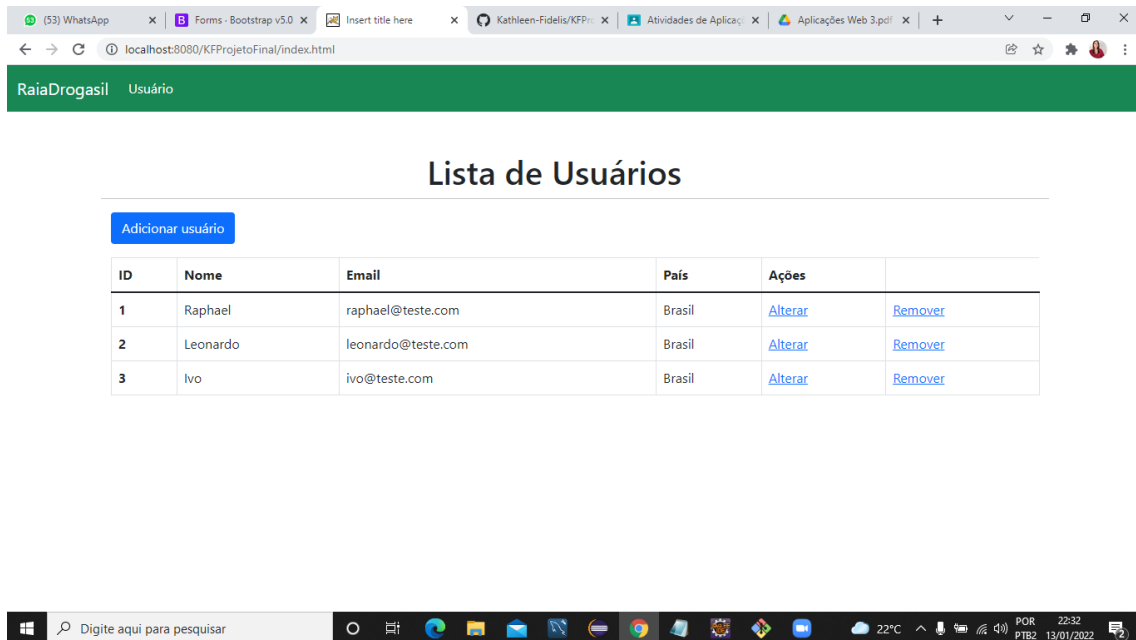 (53) WhatsApp
Forms · Bootstrap v5.0
Insert title here
Kathleen-Fidelis/KFPr
Atividades de Aplicaç
Aplicações Web 3.pdf
localhost:8080/KFProjetoFinal/index.html
RaiaDrogasil Usuário
Lista de Usuários
Adicionar usuário
ID Nome Email País Ações
1 Raphael raphael@teste.com Brasil Alterar Remover
2 Leonardo leonardo@teste.com Brasil Alterar Remover
3 Ivo ivo@teste.com Brasil Alterar Remover
Digite aqui para pesquisar
22°C
POR
PTB2
22:32
13/01/2022